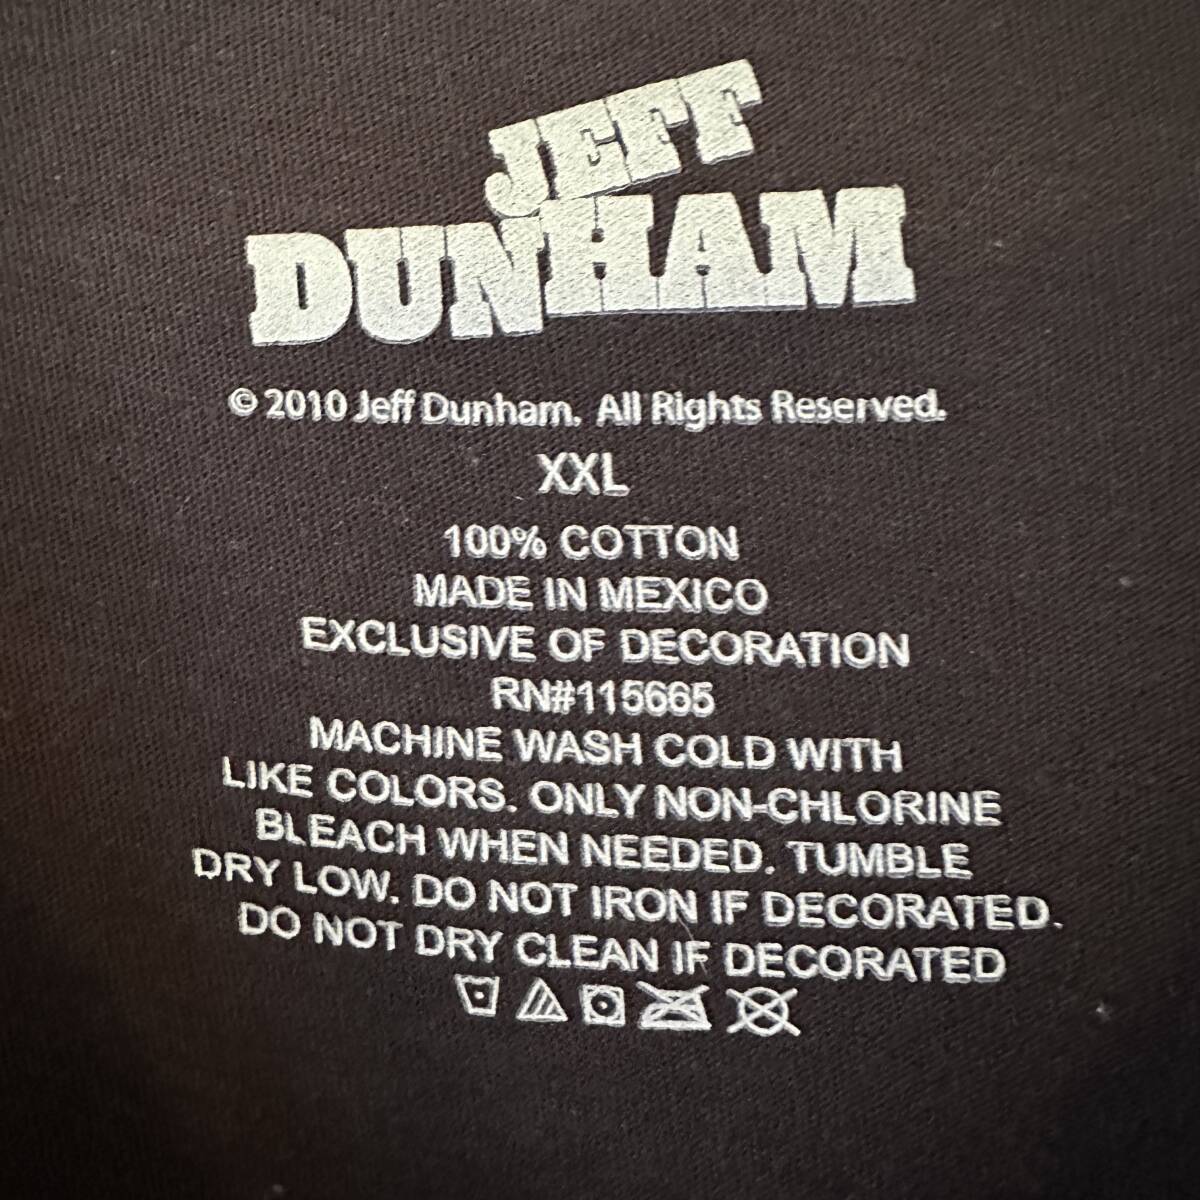 JEFF
DUNHAM
© 2010 Jeff Dunham. All Rights Reserved.
XXL
100% COTTON
MADE IN MEXICO
EXCLUSIVE OF DECORATION
RN#115665
MACHINE WASH COLD WITH
LIKE COLORS. ONLY NON-CHLORINE
BLEACH WHEN NEEDED. TUMBLE
DRY LOW. DO NOT IRON IF DECORATED.
DO NOT DRY CLEAN IF DECORATED